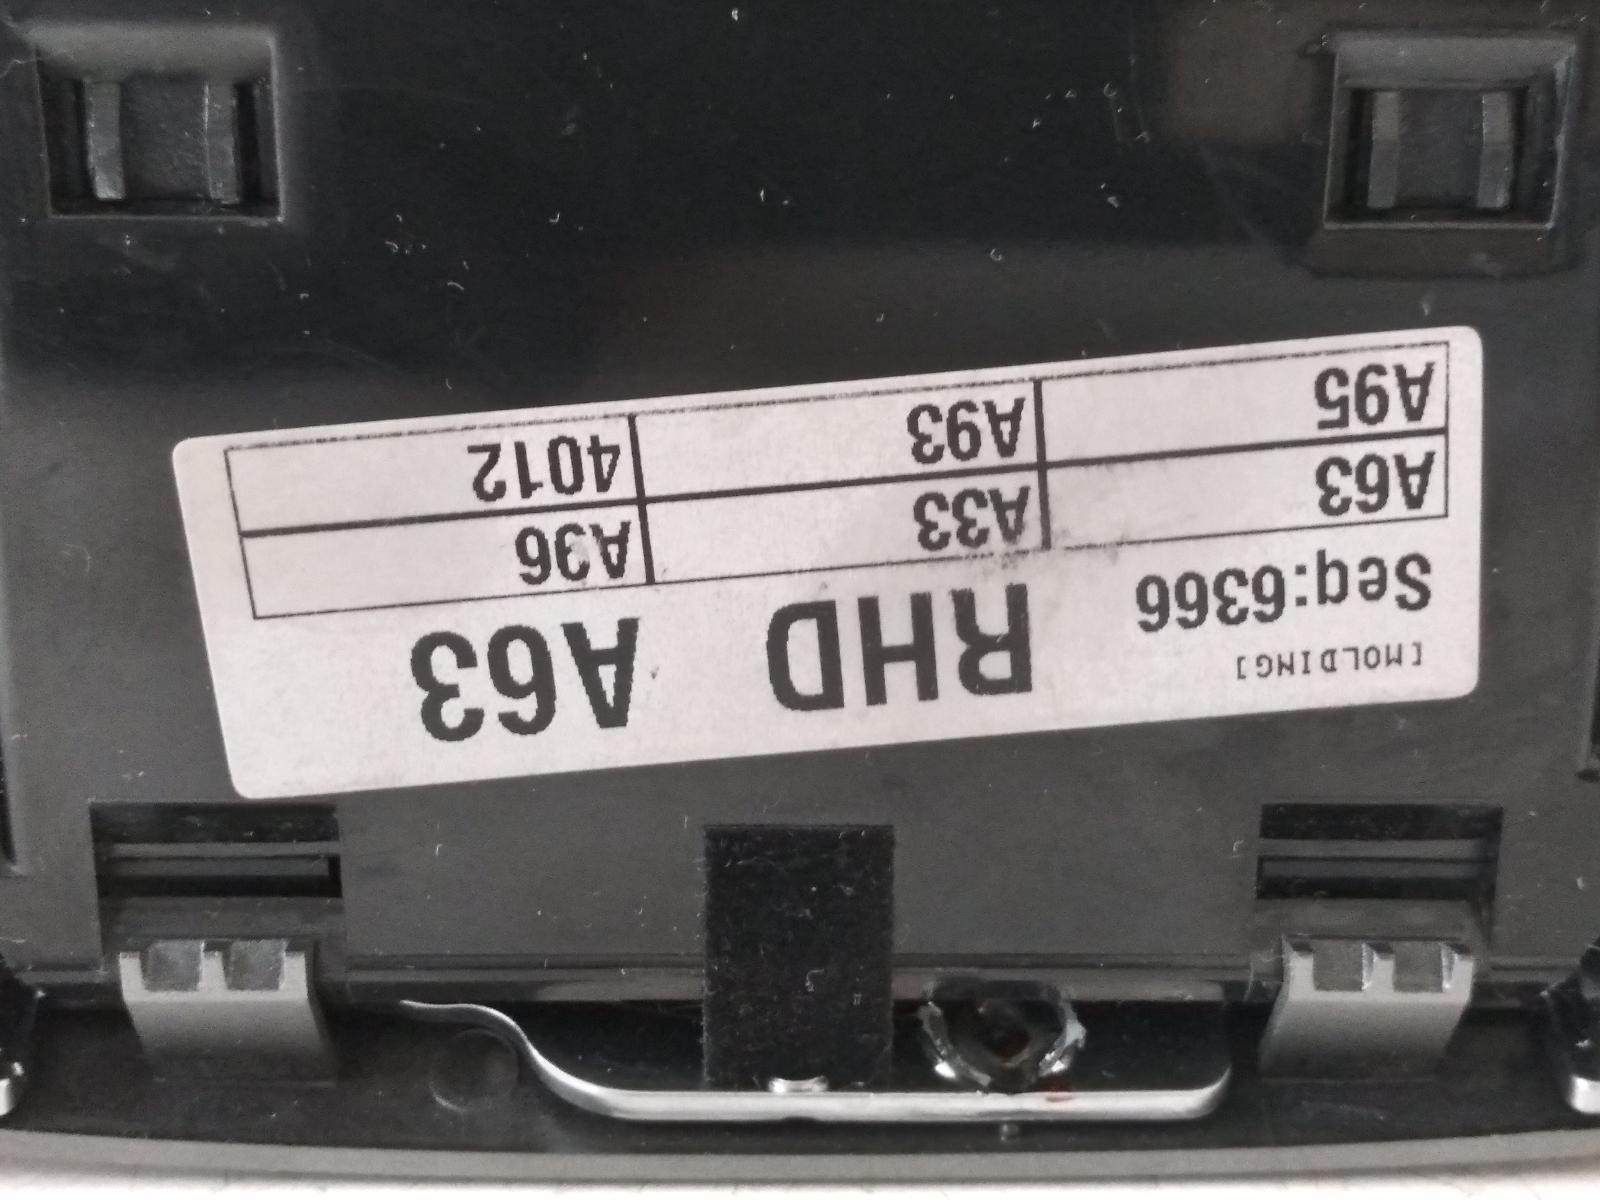 [MOLDING]
Seq:6366 RHD A63
A63 A33 A36
A95 A93 4012